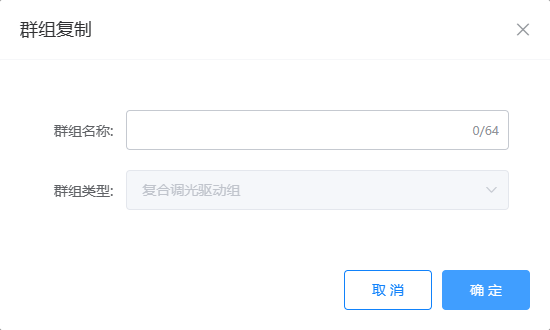 群组复制
群组名称:
0/64
群组类型:
复合调光驱动组
取 消
确 定